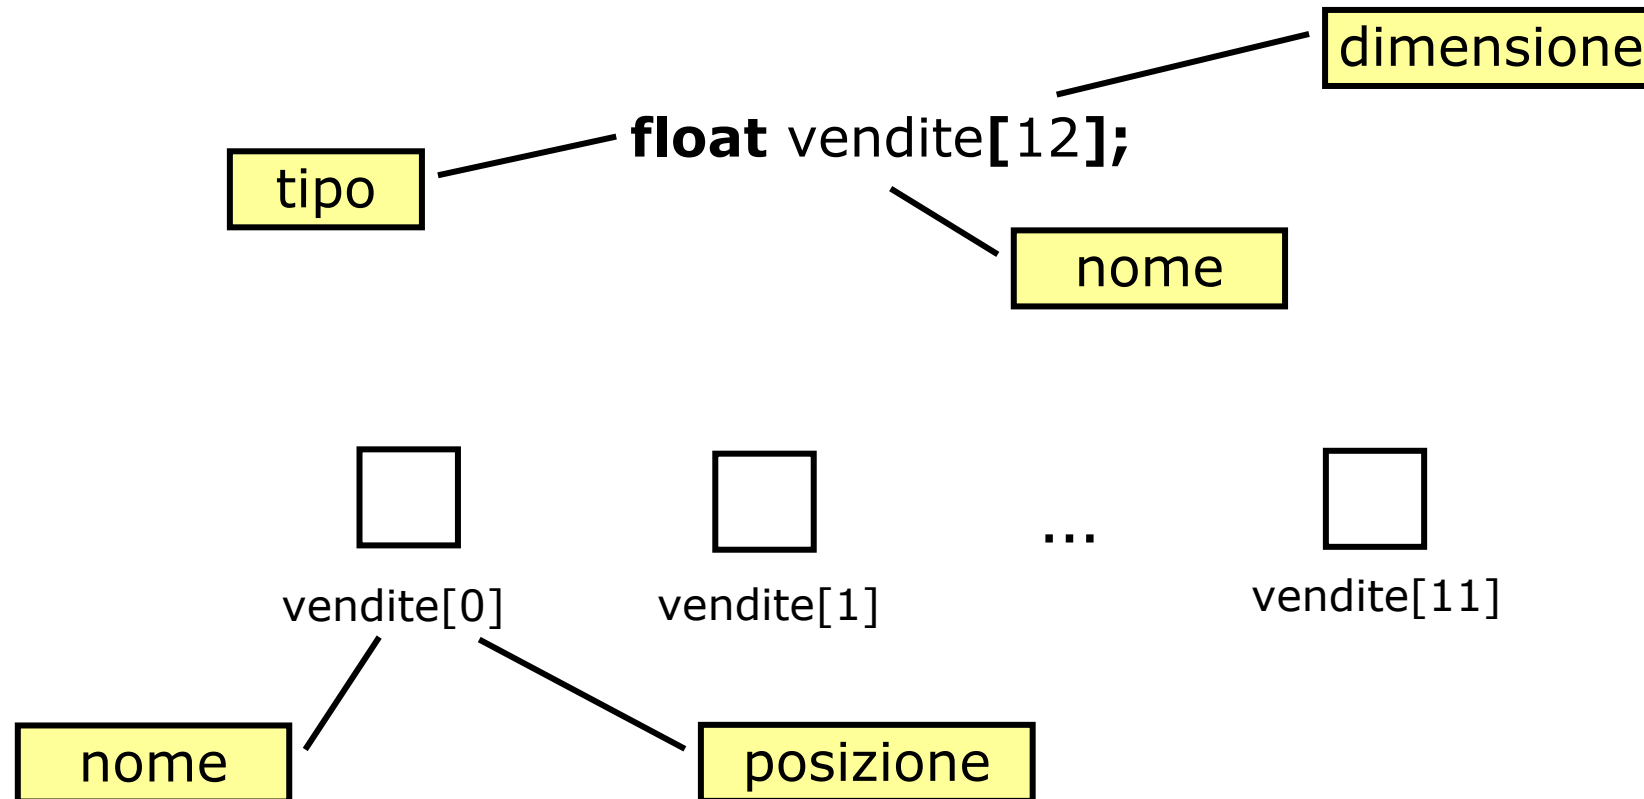 dimensione
float vendite[12];
tipo
nome
...
vendite[0] vendite[1] vendite[11]
nome posizione